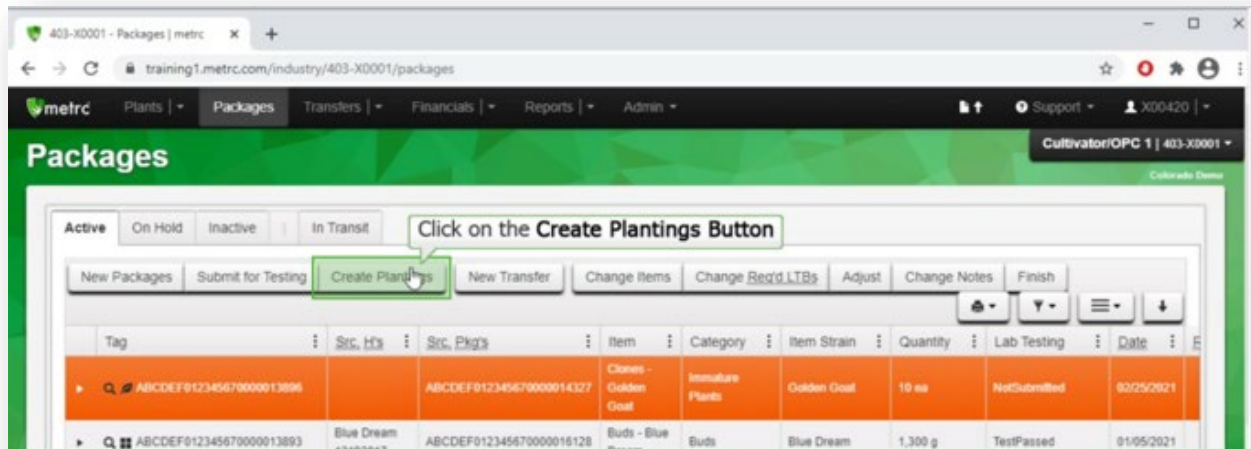 403-X0001 - Packages | metrc
training1.metrc.com/industry/403-X0001/packages
metrc Plants | Packages Transfers | Financials | Reports | Admin Support X00420 |
Cultivator/OPC 1 | 403-X0001
Packages
Colorado Demo
Active On Hold Inactive In Transit Click on the Create Plantings Button
New Packages Submit for Testing Create Plantings New Transfer Change Items Change Req'd LTBs Adjust Change Notes Finish
Tag Src. H's Src. Pkg's Item Category Item Strain Quantity Lab Testing Date
ABCDEF012345670000013896 ABCDEF012345670000014327 Clones - Golden Goat Immature Plants Golden Goat 10 ea NotSubmitted 02/25/2021
ABCDEF012345670000013893 Blue Dream ABCDEF012345670000016128 Buds - Blue Buds Blue Dream 1,300 g TestPassed 01/05/2021